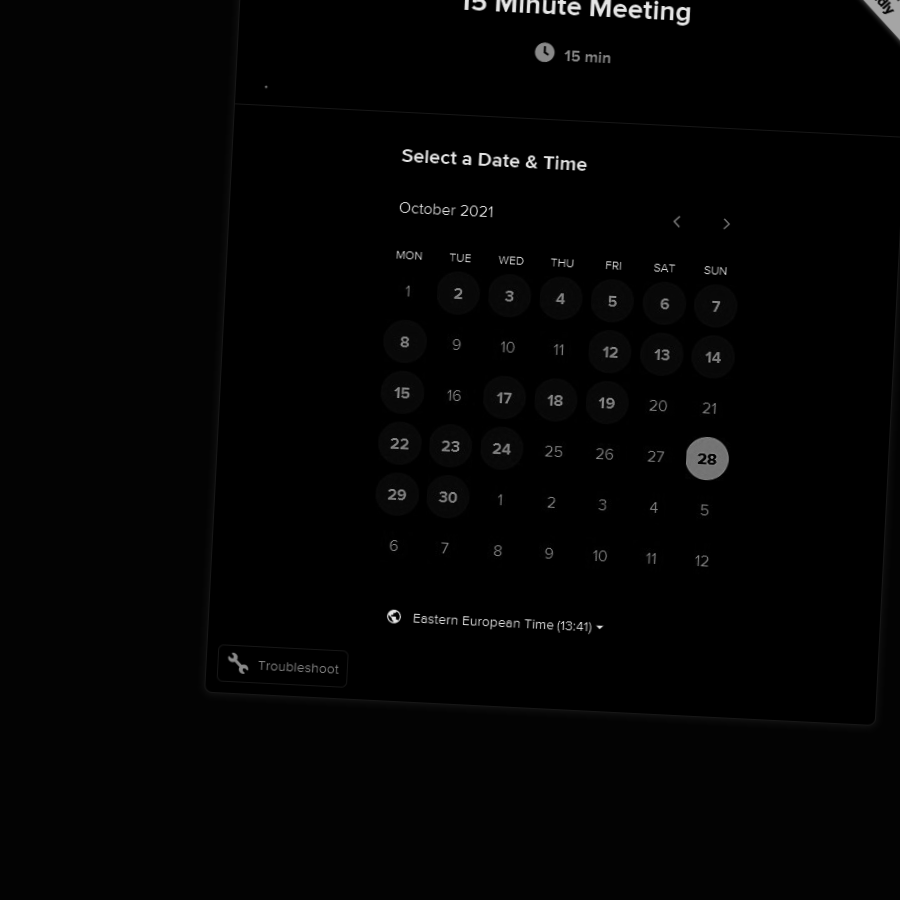 15 Minute Meeting
15 min
Select a Date & Time
October 2021
MON TUE WED THU FRI SAT SUN
1 2 3 4 5 6 7
8 9 10 11 12 13 14
15 16 17 18 19 20 21
22 23 24 25 26 27 28
29 30 1 2 3 4 5
6 7 8 9 10 11 12
Eastern European Time (13:41)
Troubleshoot